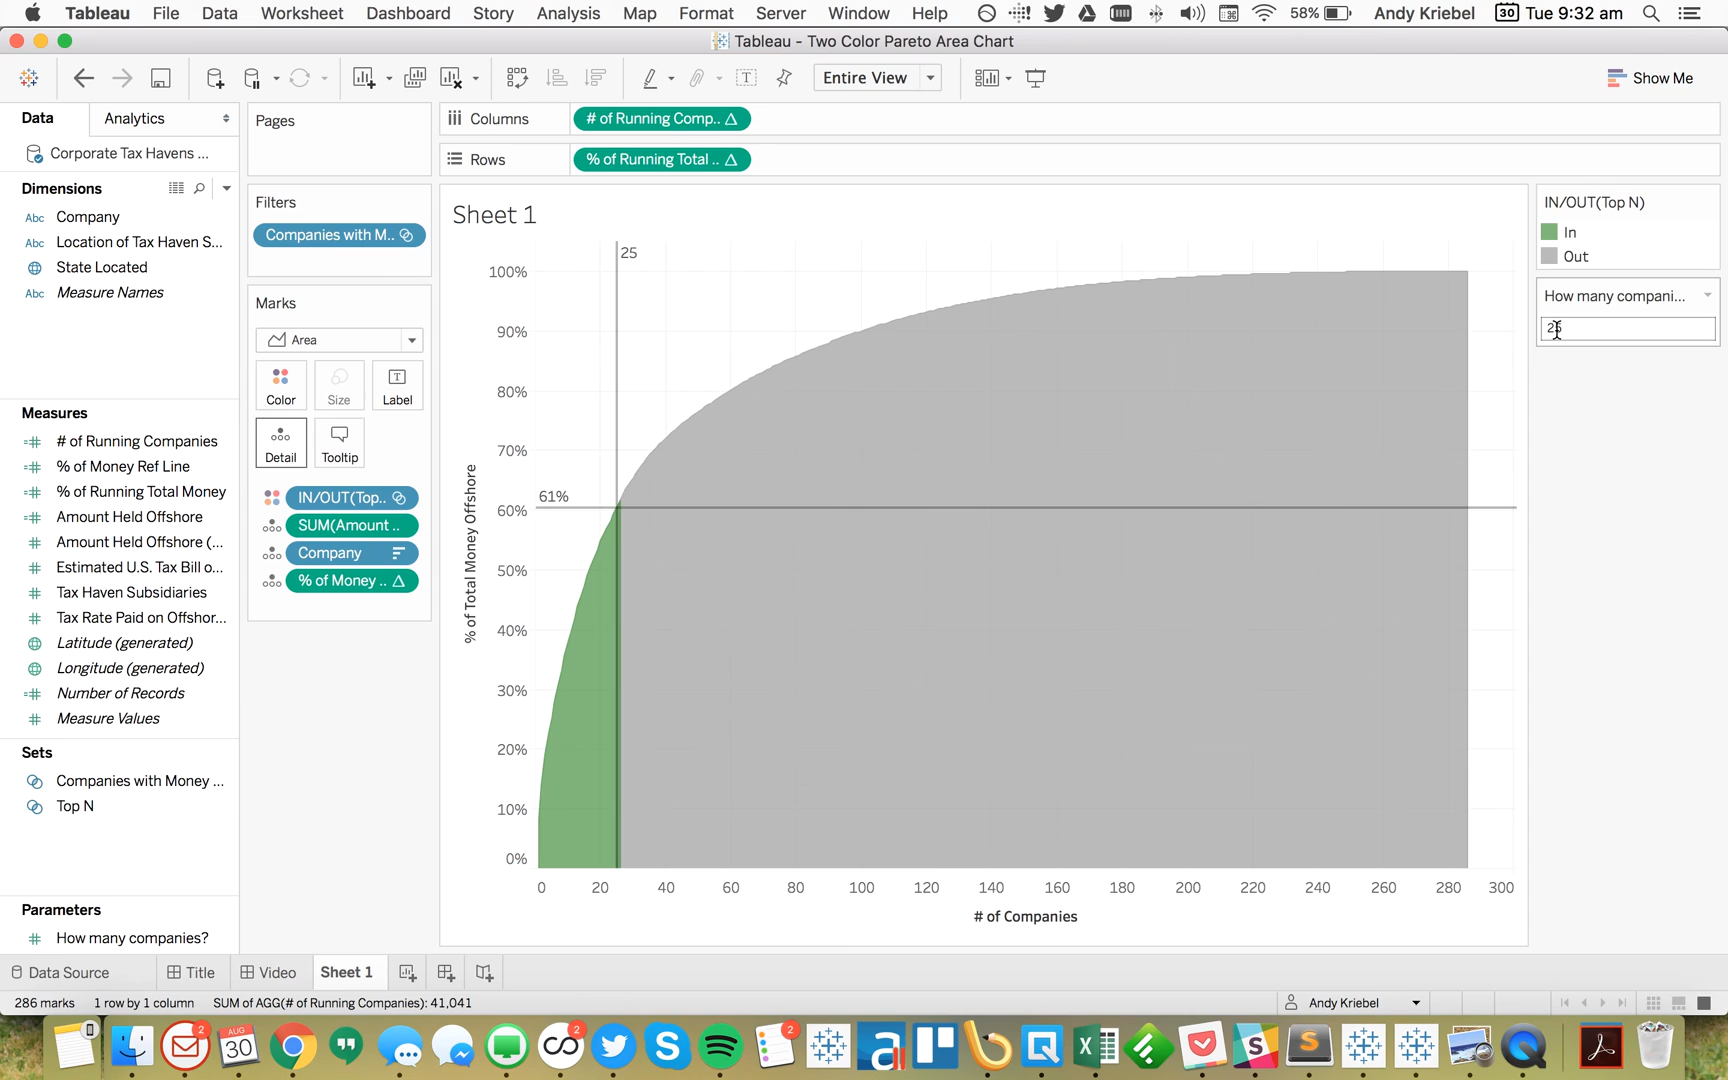 Tableau File Data Worksheet Dashboard Story Analysis Map Format Server Window Help 58% Andy Kriebel 30 Tue 9:32 am
Tableau - Two Color Pareto Area Chart
Entire View
Show Me
Data Analytics
Corporate Tax Havens ...
Dimensions
Abc Company
Abc Location of Tax Haven S...
State Located
Abc Measure Names
Measures
# of Running Companies
% of Money Ref Line
% of Running Total Money
Amount Held Offshore
Amount Held Offshore (...
Estimated U.S. Tax Bill o...
Tax Haven Subsidiaries
Tax Rate Paid on Offshor...
Latitude (generated)
Longitude (generated)
Number of Records
Measure Values
Sets
Companies with Money ...
Top N
Parameters
How many companies?
Pages
Filters
Companies with M..
Marks
Area
Color Size Label
Detail Tooltip
IN/OUT(Top..
SUM(Amount ..
Company
% of Money ..
Columns # of Running Comp..
Rows % of Running Total ..
Sheet 1
25
61%
100%
90%
80%
70%
60%
50%
40%
30%
20%
10%
0%
% of Total Money Offshore
0 20 40 60 80 100 120 140 160 180 200 220 240 260 280 300
# of Companies
IN/OUT(Top N)
In
Out
How many compani...
25
Data Source Title Video Sheet 1
286 marks 1 row by 1 column SUM of AGG(# of Running Companies): 41,041 Andy Kriebel
2 AUG 30 2 2